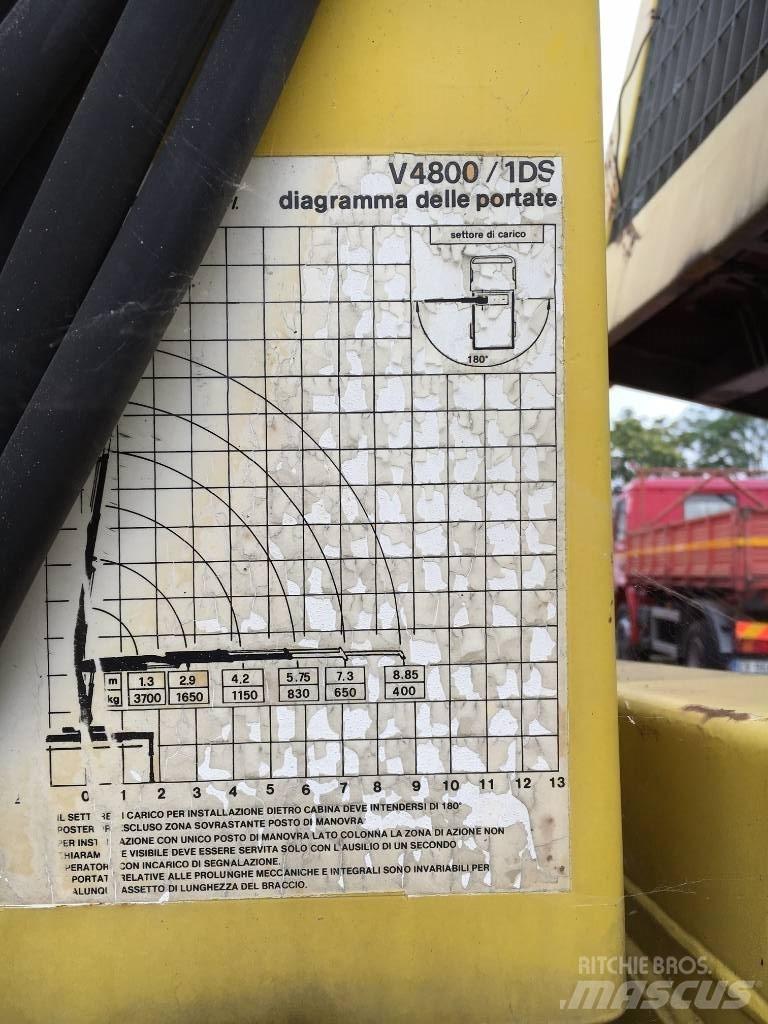 V4800/1DS
diagramma delle portate
settore di carico
180°
m 1.3 2.9 4.2 5.75 7.3 8.85
kg 3700 1650 1150 830 650 400
0 1 2 3 4 5 6 7 8 9 10 11 12 13
IL CARICO PER INSTALLAZIONE DIETRO CABINA DEVE INTENDERSI DI 180°
ZONA SOVRASTANTE POSTO DI MANOVRA
CON UNICO POSTO DI MANOVRA LATO COLONNA LA ZONA DI AZIONE NON
VISIBILE DEVE ESSERE SERVITA SOLO CON L'AUSILIO DI UN SECONDO
CON INCARICO DI SEGNALAZIONE.
RELATIVE ALLE PROLUNGHE MECCANICHE E INTEGRALI SONO INVARIABILI PER
ASSETTO DI LUNGHEZZA DEL BRACCIO.
RITCHIE BROS.
MASCUS